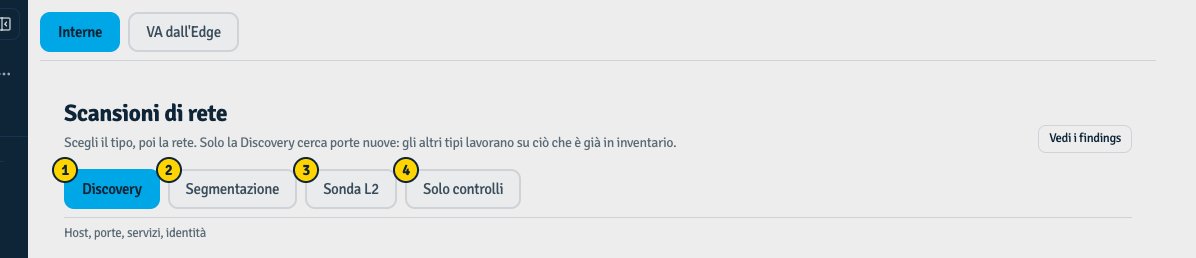 Interne
VA dall'Edge
Scansioni di rete
Scegli il tipo, poi la rete. Solo la Discovery cerca porte nuove: gli altri tipi lavorano su ciò che è già in inventario.
Vedi i findings
1 Discovery
2 Segmentazione
3 Sonda L2
4 Solo controlli
Host, porte, servizi, identità